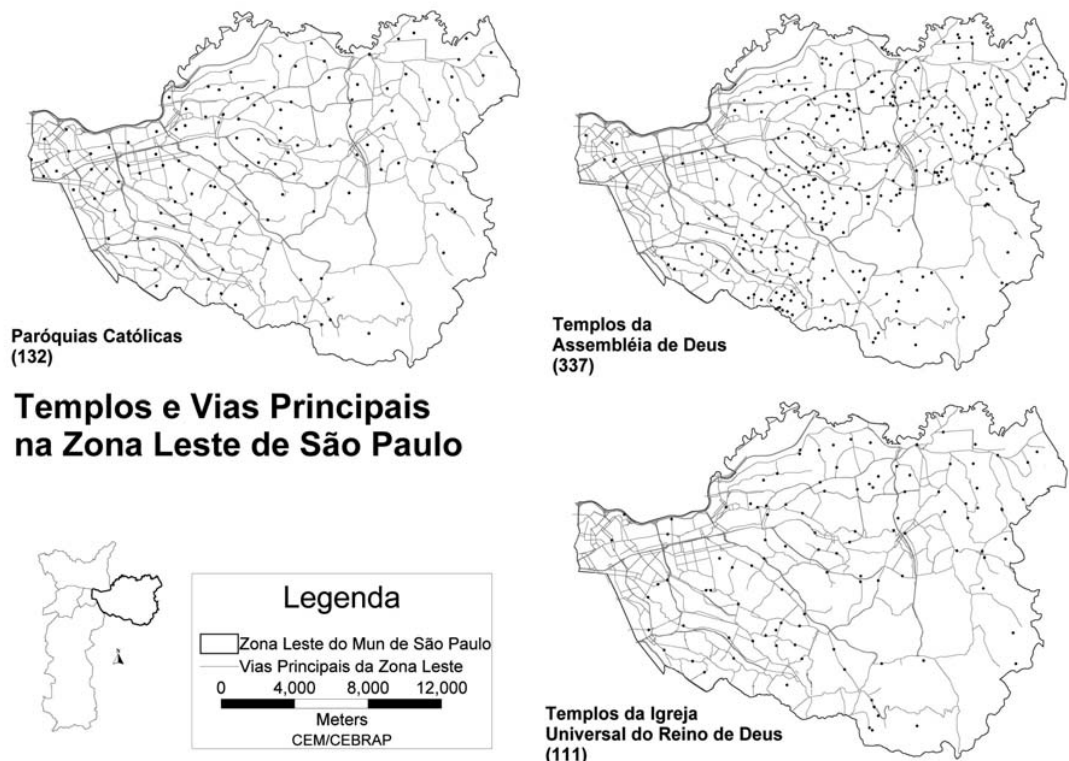 Paróquias Católicas
(132)
Templos da
Assembléia de Deus
(337)
Templos e Vias Principais
na Zona Leste de São Paulo
N
Legenda
Zona Leste do Mun de São Paulo
Vias Principais da Zona Leste
0 4,000 8,000 12,000
Meters
CEM/CEBRAP
Templos da Igreja
Universal do Reino de Deus
(111)